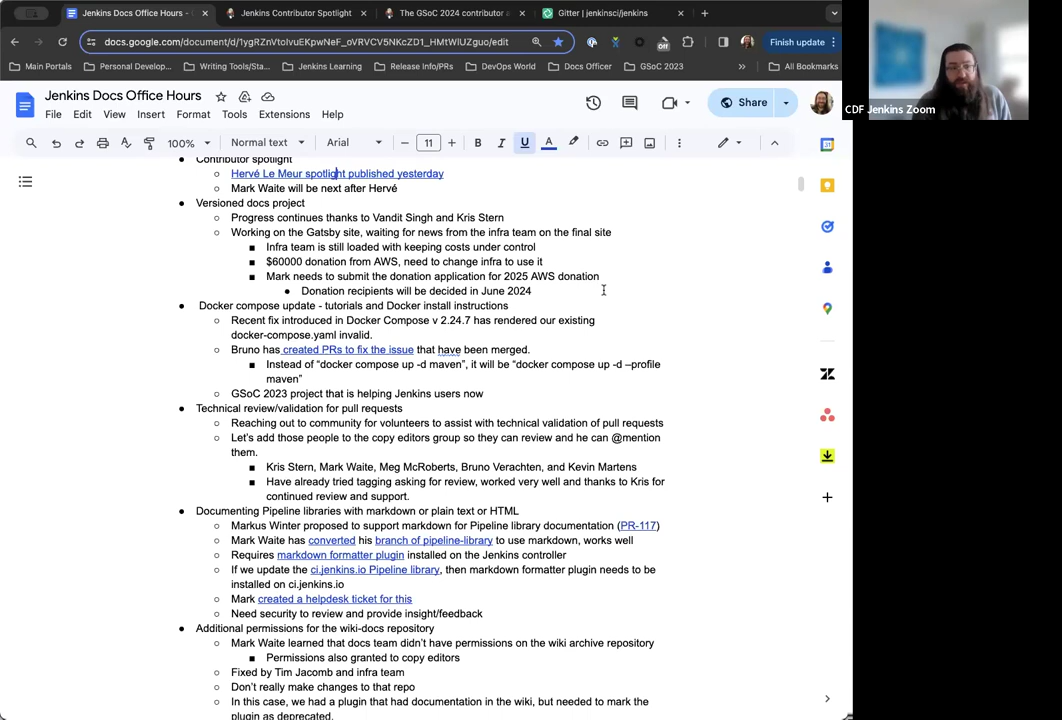 Jenkins Docs Office Hours -
Jenkins Contributor Spotlight
The GSoC 2024 contributor a
Gitter | jenkinsci/jenkins
docs.google.com/document/d/1ygRZnVtoIvuEKpwNeF_oVRVCV5NKcZD1_HMtWlUZguo/edit
Off
Finish update
Main Portals
Personal Develop...
Writing Tools/Sta...
Jenkins Learning
Release Info/PRs
DevOps World
Docs Officer
GSoC 2023
All Bookmarks
CDF Jenkins Zoom
Jenkins Docs Office Hours
File Edit View Insert Format Tools Extensions Help
Share
100%
Normal text
Arial
11
B I U A
Contributor spotlight
Hervé Le Meur spotlight published yesterday
Mark Waite will be next after Hervé
Versioned docs project
Progress continues thanks to Vandit Singh and Kris Stern
Working on the Gatsby site, waiting for news from the infra team on the final site
Infra team is still loaded with keeping costs under control
$60000 donation from AWS, need to change infra to use it
Mark needs to submit the donation application for 2025 AWS donation
Donation recipients will be decided in June 2024
Docker compose update - tutorials and Docker install instructions
Recent fix introduced in Docker Compose v 2.24.7 has rendered our existing
docker-compose.yaml invalid.
Bruno has created PRs to fix the issue that have been merged.
Instead of “docker compose up -d maven”, it will be “docker compose up -d –profile
maven”
GSoC 2023 project that is helping Jenkins users now
Technical review/validation for pull requests
Reaching out to community for volunteers to assist with technical validation of pull requests
Let’s add those people to the copy editors group so they can review and he can @mention
them.
Kris Stern, Mark Waite, Meg McRoberts, Bruno Verachten, and Kevin Martens
Have already tried tagging asking for review, worked very well and thanks to Kris for
continued review and support.
Documenting Pipeline libraries with markdown or plain text or HTML
Markus Winter proposed to support markdown for Pipeline library documentation (PR-117)
Mark Waite has converted his branch of pipeline-library to use markdown, works well
Requires markdown formatter plugin installed on the Jenkins controller
If we update the ci.jenkins.io Pipeline library, then markdown formatter plugin needs to be
installed on ci.jenkins.io
Mark created a helpdesk ticket for this
Need security to review and provide insight/feedback
Additional permissions for the wiki-docs repository
Mark Waite learned that docs team didn’t have permissions on the wiki archive repository
Permissions also granted to copy editors
Fixed by Tim Jacomb and infra team
Don’t really make changes to that repo
In this case, we had a plugin that had documentation in the wiki, but needed to mark the
plugin as deprecated.